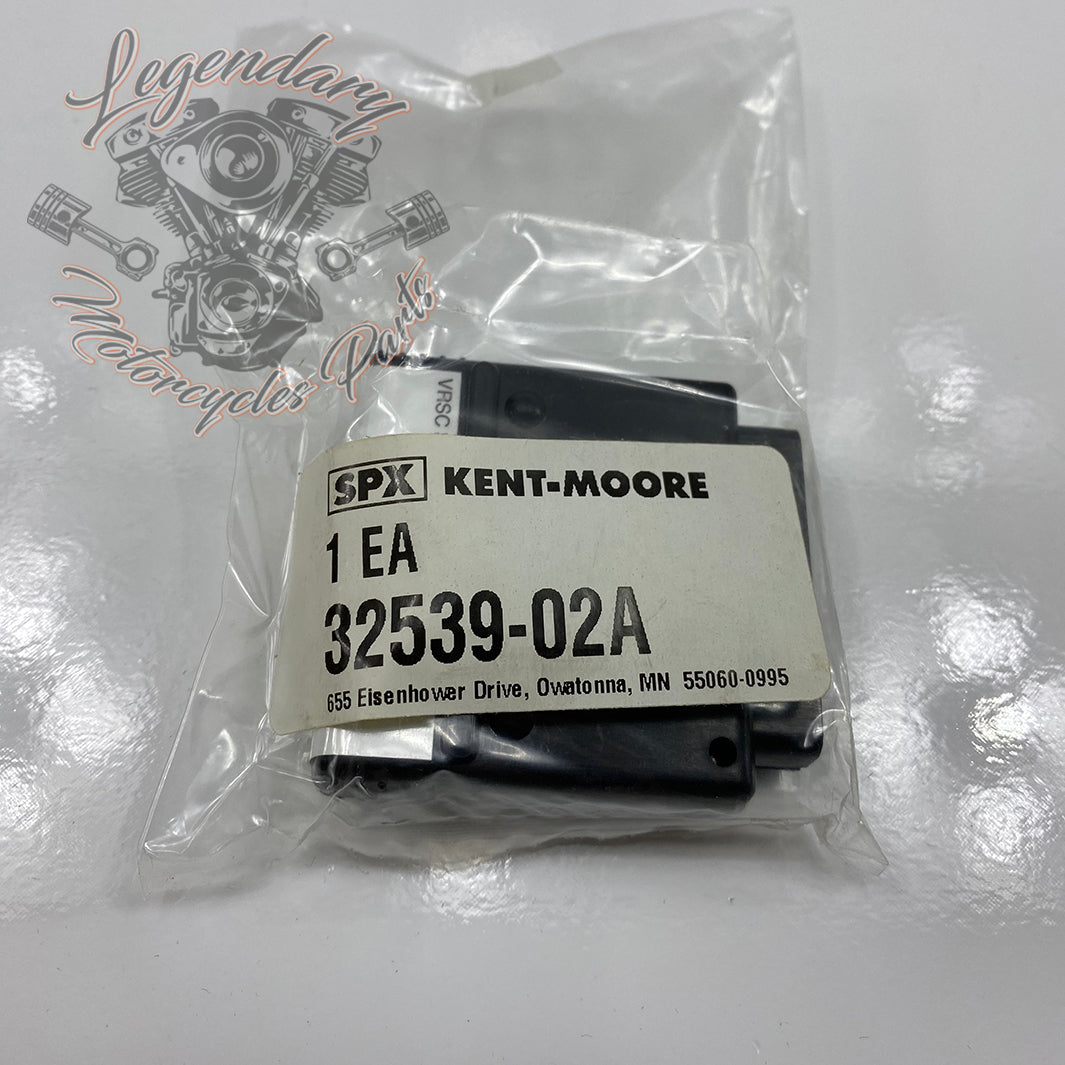 Legendary
Motorcycles Parts
VRSC
SPX KENT-MOORE
1 EA
32539-02A
655 Eisenhower Drive, Owatonna, MN 55060-0995